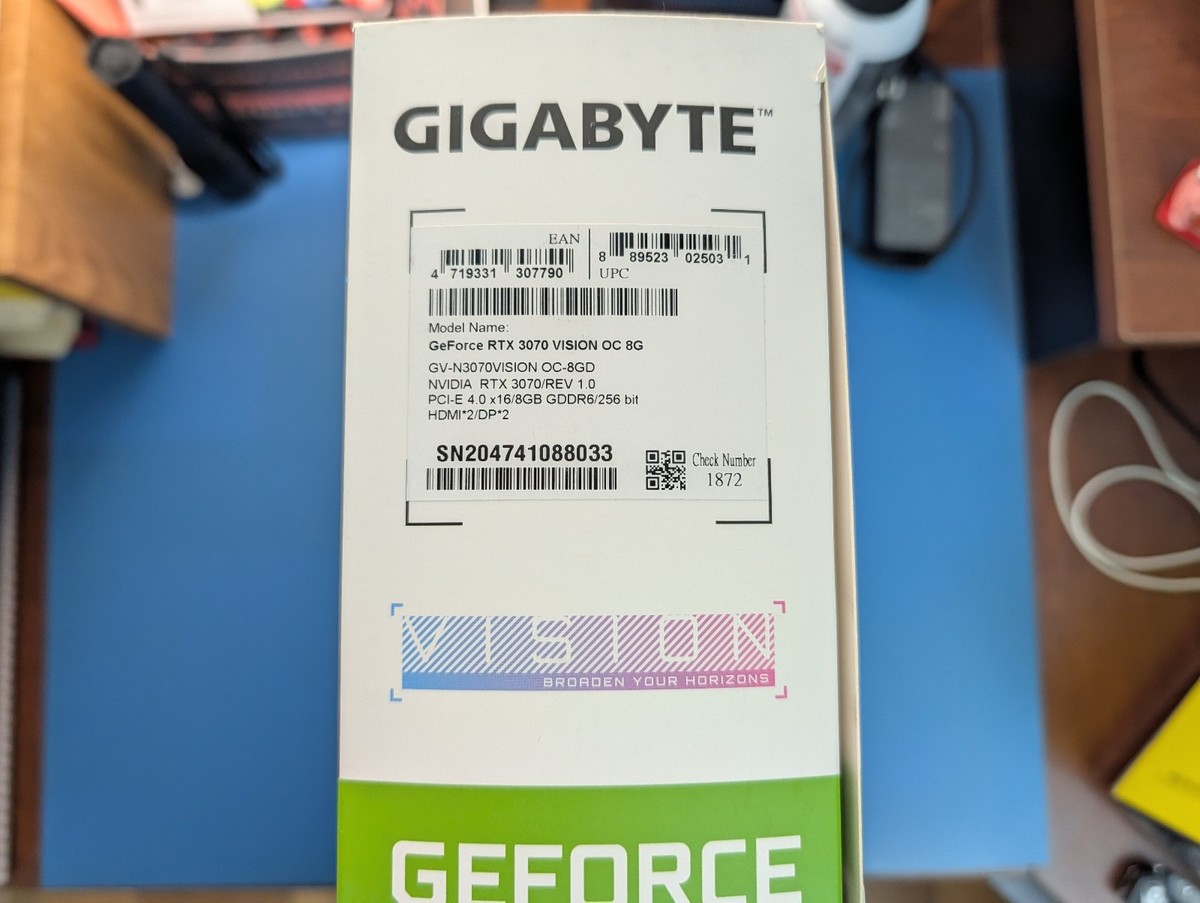 GIGABYTE™
EAN
4 719331 307790
8 89523 02503 1
UPC
Model Name:
GeForce RTX 3070 VISION OC 8G
GV-N3070VISION OC-8GD
NVIDIA RTX 3070/REV 1.0
PCI-E 4.0 x16/8GB GDDR6/256 bit
HDMI*2/DP*2
SN204741088033
Check Number
1872
VISION
BROADEN YOUR HORIZONS
GEFORCE